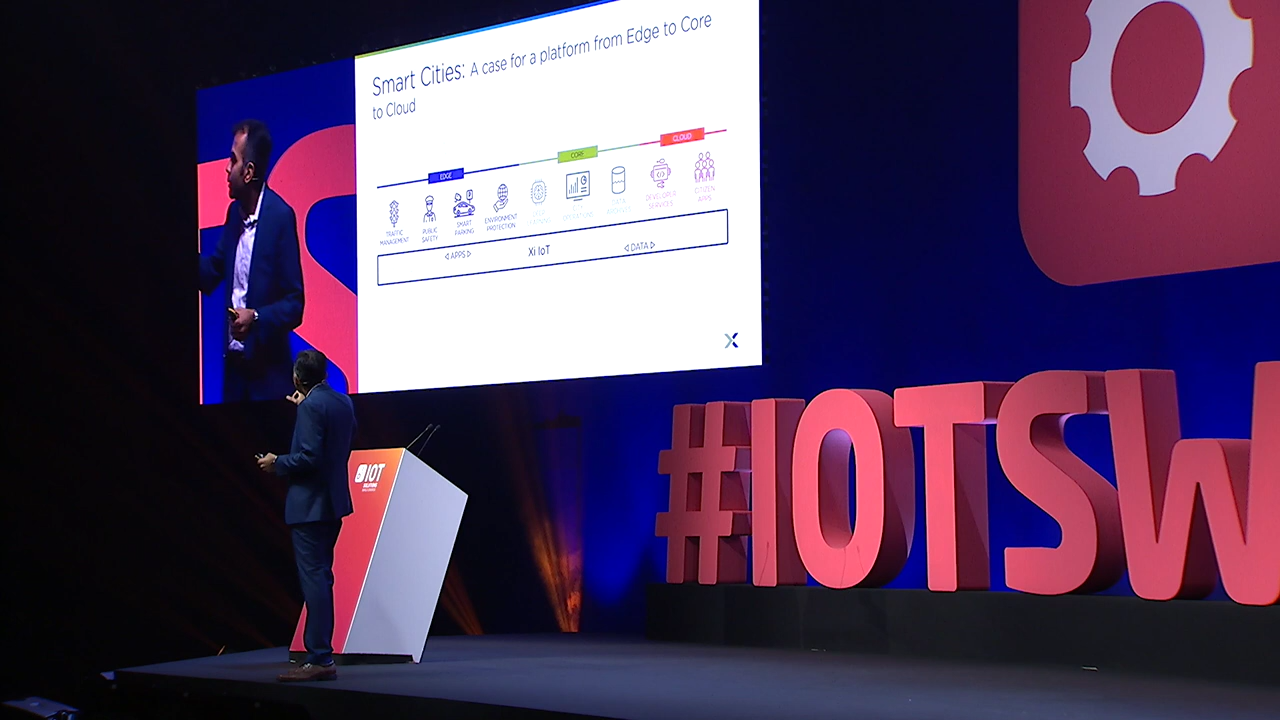 Smart Cities: A case for a platform from Edge to Core
to Cloud
EDGE
CORE
CLOUD
TRAFFIC
MANAGEMENT
PUBLIC
SAFETY
SMART
PARKING
ENVIRONMENT
PROTECTION
DEVELOPER
SERVICES
CITIZEN
APPS
APPS
Xi IoT
DATA
IOT
#IOTSW